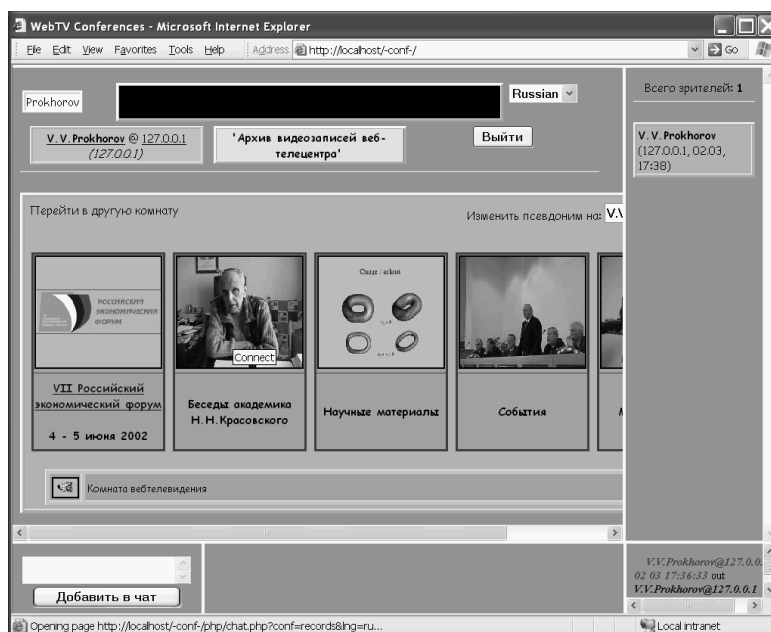 WebTV Conferences - Microsoft Internet Explorer
File Edit View Favorites Tools Help Address http://localhost/-conf-/ Go
Prokhorov
Russian
Всего зрителей: 1
V.V.Prokhorov @ 127.0.0.1
(127.0.0.1)
'Архив видеозаписей веб-
телецентра'
Выйти
V.V.Prokhorov
(127.0.0.1, 02.03,
17:38)
Перейти в другую комнату
Изменить псевдоним на: V.V
РОССИЙСКИЙ
ЭКОНОМИЧЕСКИЙ
ФОРУМ
Connect
VII Российский
экономический форум
4 - 5 июня 2002
Беседы академика
Н.Н.Красовского
Научные материалы
События
Комната вебтелевидения
Добавить в чат
V.V.Prokhorov@127.0.0.
02 03 17:36:33 out
V.V.Prokhorov@127.0.0.1
Opening page http://localhost/-conf-/php/chat.php?conf=records&lng=ru...
Local intranet